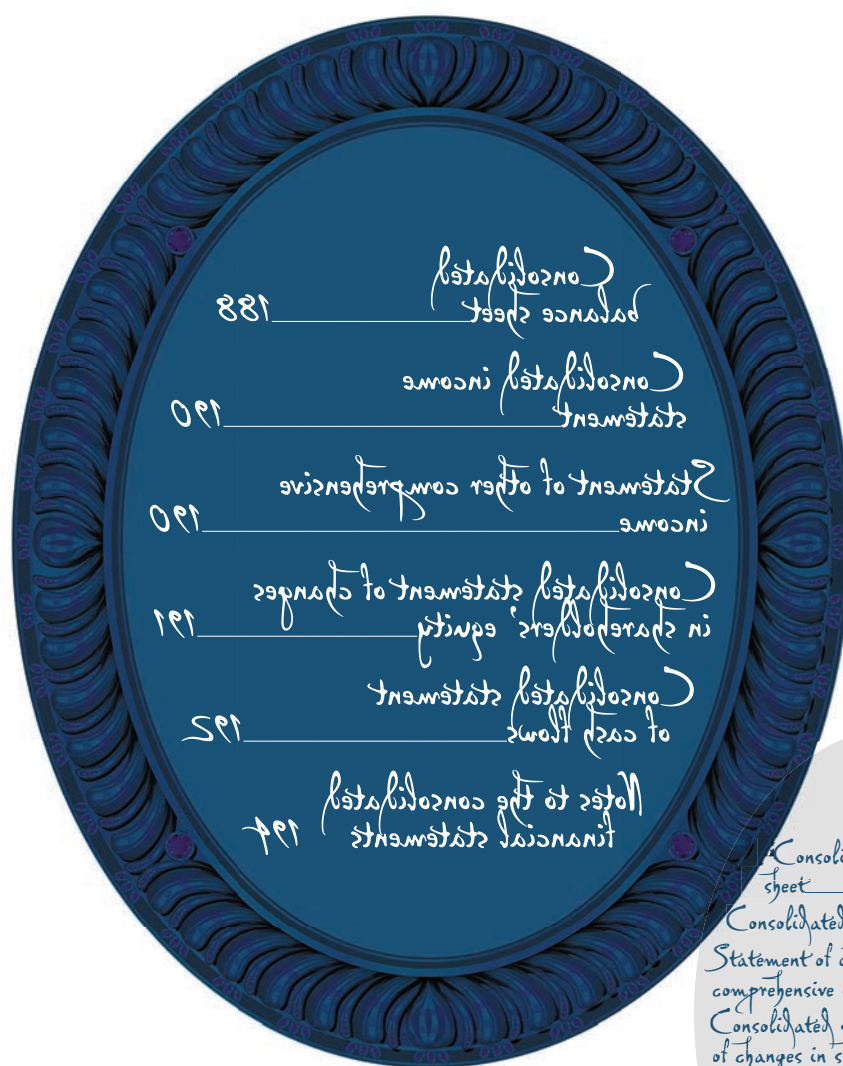 Consolidated
balance sheet 188
Consolidated income
statement 190
Statement of other comprehensive
income 190
Consolidated statement of changes
in shareholders' equity 191
Consolidated statement
of cash flows 192
Notes to the consolidated
financial statements 194
sheet
Consolidated
Statement of
comprehensive
Consolidated
of changes in